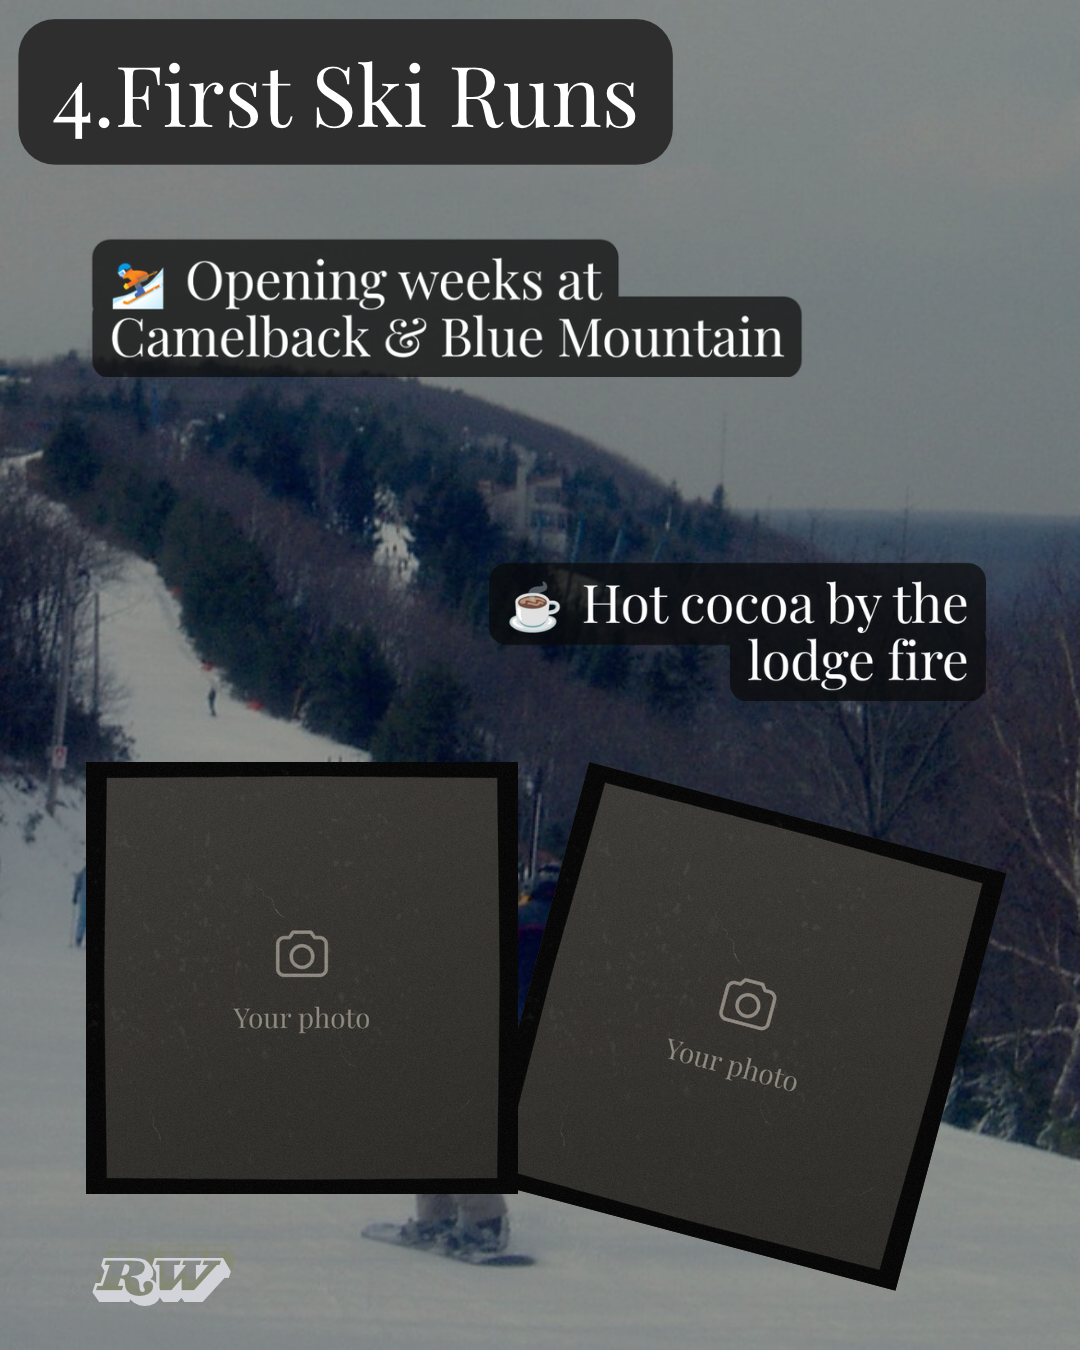 4.First Ski Runs
⛷️ Opening weeks at
Camelback & Blue Mountain
☕ Hot cocoa by the
lodge fire
Your photo
Your photo
RW